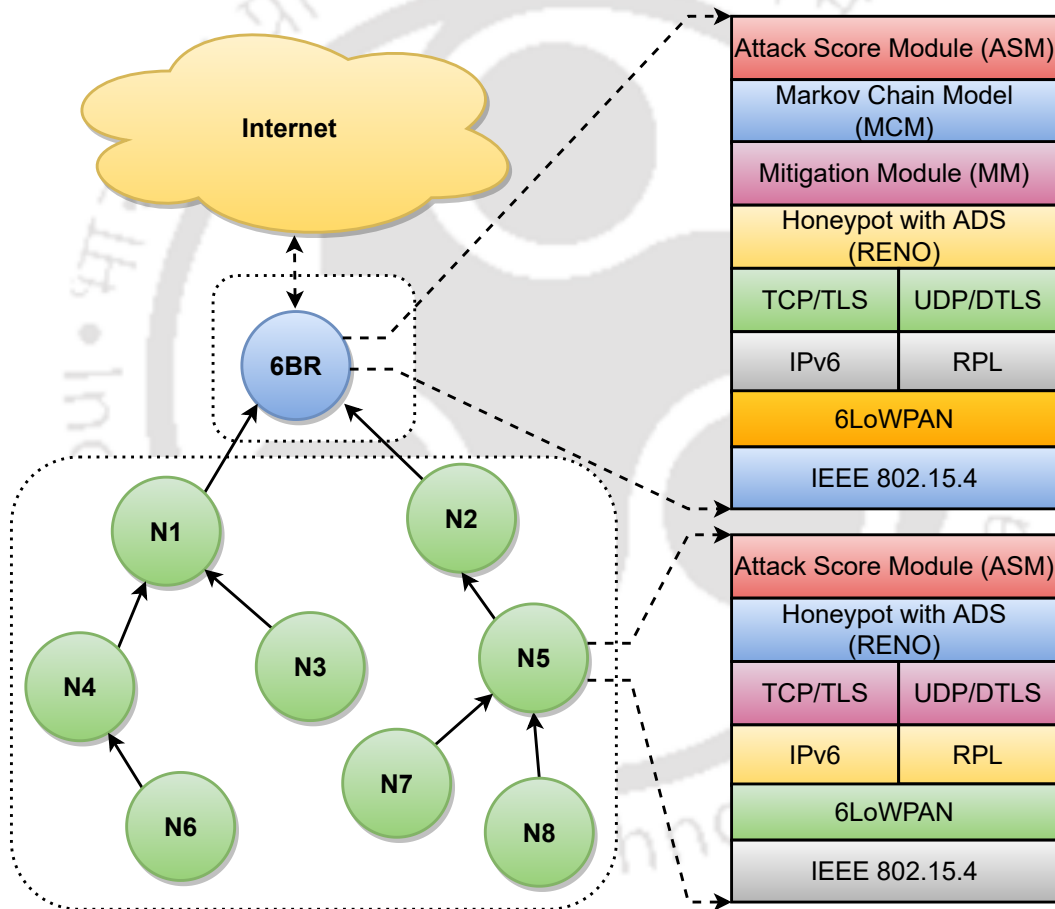 Internet
6BR
N1
N2
N3
N4
N5
N6
N7
N8
Attack Score Module (ASM)
Markov Chain Model
(MCM)
Mitigation Module (MM)
Honeypot with ADS
(RENO)
TCP/TLS UDP/DTLS
IPv6 RPL
6LoWPAN
IEEE 802.15.4
Attack Score Module (ASM)
Honeypot with ADS
(RENO)
TCP/TLS UDP/DTLS
IPv6 RPL
6LoWPAN
IEEE 802.15.4